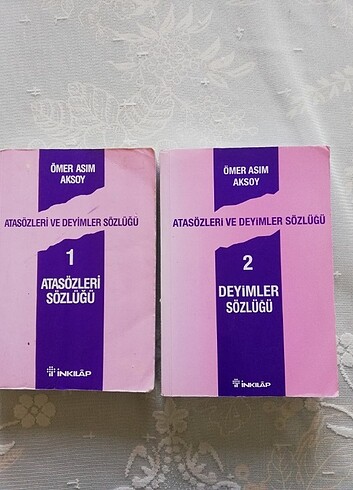 ÖMER ASIM
AKSOY
ATASÖZLERİ VE DEYİMLER SÖZLÜĞÜ
1
ATASÖZLERİ
SÖZLÜĞÜ
İNKILÂP
ÖMER ASIM
AKSOY
ATASÖZLERİ VE DEYİMLER SÖZLÜĞÜ
2
DEYİMLER
SÖZLÜĞÜ
İNKILÂP